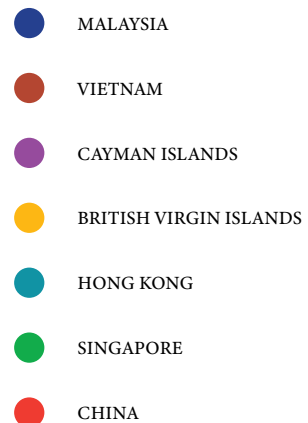 MALAYSIA
VIETNAM
CAYMAN ISLANDS
BRITISH VIRGIN ISLANDS
HONG KONG
SINGAPORE
CHINA